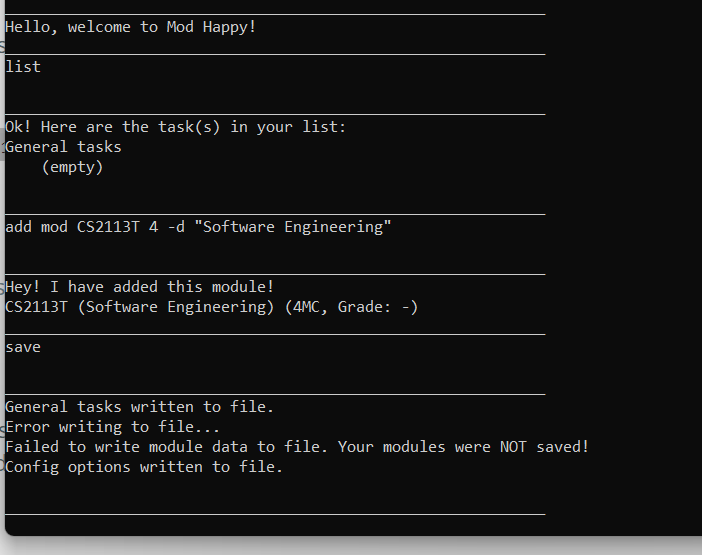 Hello, welcome to Mod Happy!
list
Ok! Here are the task(s) in your list:
General tasks
(empty)
add mod CS2113T 4 -d "Software Engineering"
Hey! I have added this module!
CS2113T (Software Engineering) (4MC, Grade: -)
save
General tasks written to file.
Error writing to file...
Failed to write module data to file. Your modules were NOT saved!
Config options written to file.